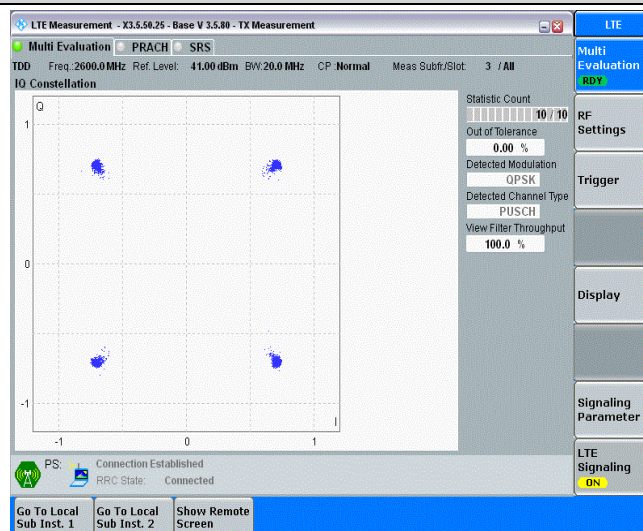 LTE Measurement - X3.5.50.25 - Base V 3.5.80 - TX Measurement
LTE
Multi Evaluation PRACH SRS
TDD Freq.:2600.0 MHz Ref. Level: 41.00 dBm BW:20.0 MHz CP :Normal Meas Subfr./Slot: 3 / All
IQ Constellation
Q
1
0
-1
-1 0 1
I
Statistic Count
10 / 10
Out of Tolerance
0.00 %
Detected Modulation
QPSK
Detected Channel Type
PUSCH
View Filter Throughput
100.0 %
Multi
Evaluation
RDY
RF
Settings
Trigger
Display
Signaling
Parameter
LTE
Signaling
ON
PS: Connection Established
RRC State: Connected
Go To Local
Sub Inst. 1
Go To Local
Sub Inst. 2
Show Remote
Screen